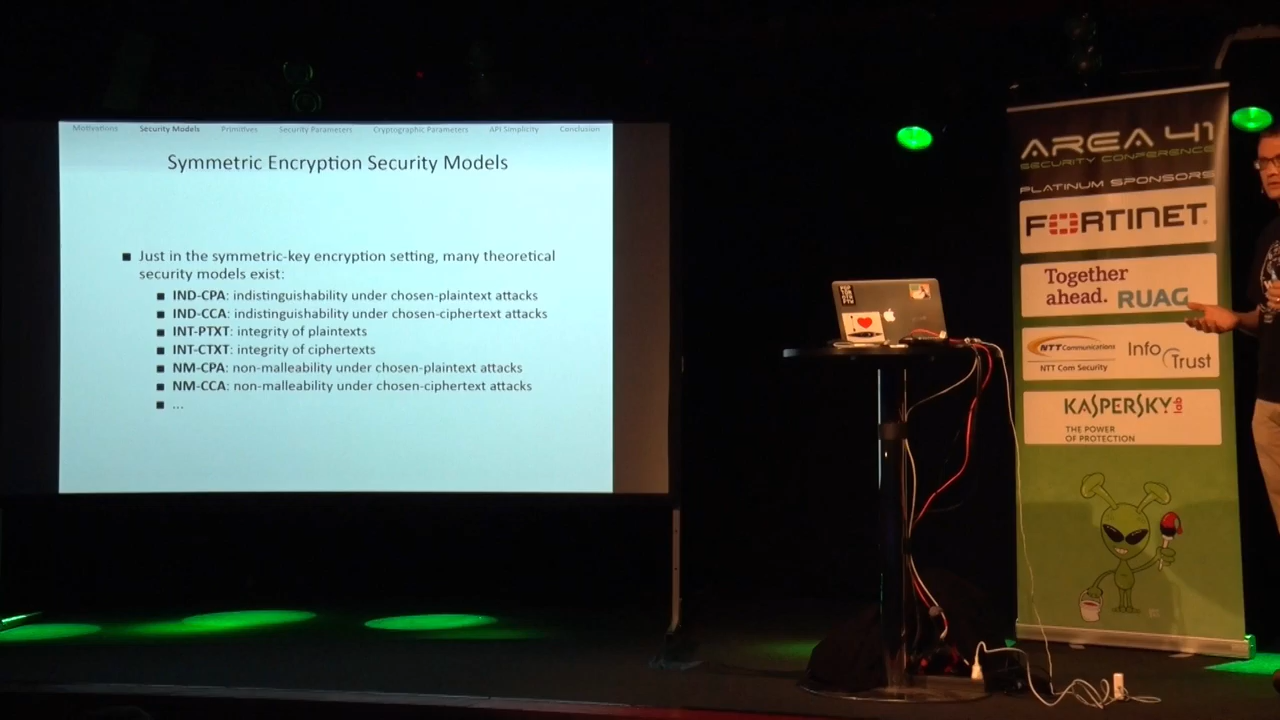 Motivations Security Models Primitives Security Parameters Cryptographic Parameters API Simplicity Conclusion
Symmetric Encryption Security Models
Just in the symmetric-key encryption setting, many theoretical
security models exist:
IND-CPA: indistinguishability under chosen-plaintext attacks
IND-CCA: indistinguishability under chosen-ciphertext attacks
INT-PTXT: integrity of plaintexts
INT-CTXT: integrity of ciphertexts
NM-CPA: non-malleability under chosen-plaintext attacks
NM-CCA: non-malleability under chosen-ciphertext attacks
...
AREA 41
SECURITY CONFERENCE
PLATINUM SPONSORS
FORTINET
Together
ahead. RUAG
NTT Communications
NTT Com Security
Info
Trust
KASPERSKY lab
THE POWER
OF PROTECTION